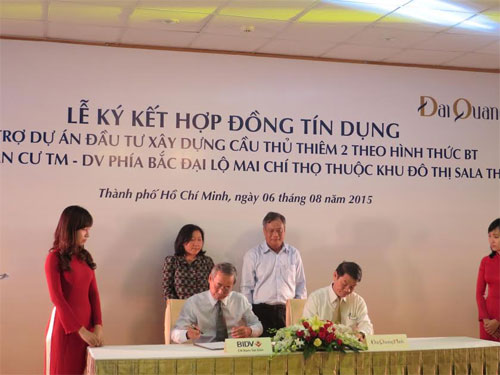 Đại Quan
LỄ KÝ KẾT HỢP ĐỒNG TÍN DỤNG
TRỢ DỰ ÁN ĐẦU TƯ XÂY DỰNG CẦU THỦ THIÊM 2 THEO HÌNH THỨC BT
N CƯ TM - DV PHÍA BẮC ĐẠI LỘ MAI CHÍ THỌ THUỘC KHU ĐÔ THỊ SALA TH
Thành phố Hồ Chí Minh, ngày 06 tháng 08 năm 2015
BIDV